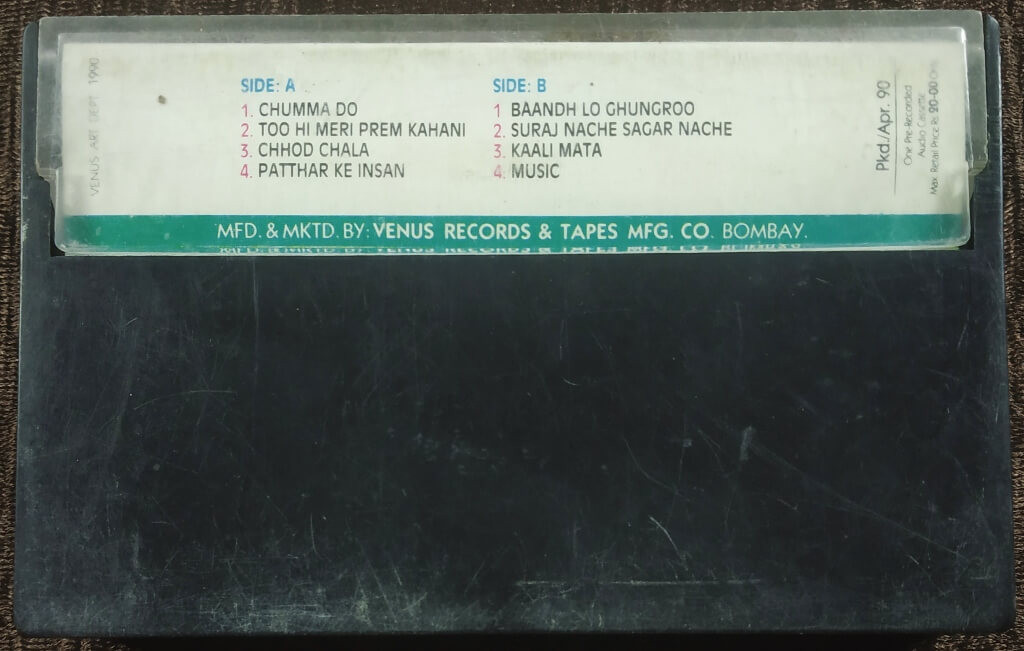 VENUS ART DEPT 1990
SIDE: A
1. CHUMMA DO
2. TOO HI MERI PREM KAHANI
3. CHHOD CHALA
4. PATTHAR KE INSAN
SIDE: B
1 BAANDH LO GHUNGROO
2. SURAJ NACHE SAGAR NACHE
3. KAALI MATA
4. MUSIC
Pkd./Apr. 90
One Pre-Recorded
Audio Cassette
Max. Retail Price Rs. 20-00
MFD. & MKTD. BY: VENUS RECORDS & TAPES MFG. CO. BOMBAY.